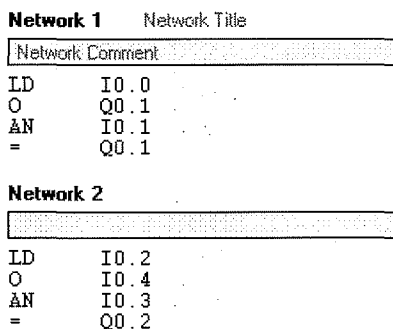 Network 1 Network Title
Network Comment
LD I0.0
O Q0.1
AN I0.1
= Q0.1
Network 2
LD I0.2
O I0.4
AN I0.3
= Q0.2